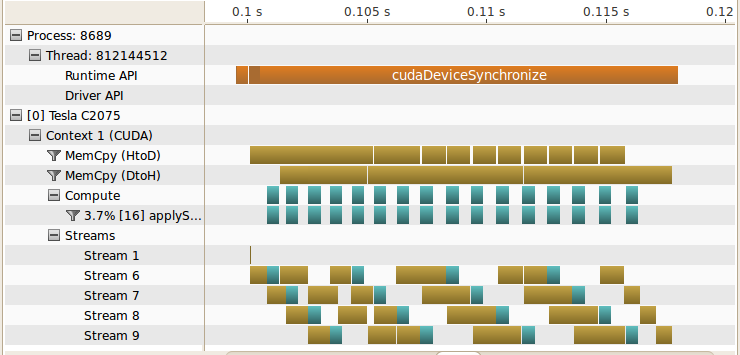 0.1 s 0.105 s 0.11 s 0.115 s 0.12
Process: 8689
Thread: 812144512
Runtime API cudaDeviceSynchronize
Driver API
[0] Tesla C2075
Context 1 (CUDA)
MemCpy (HtoD)
MemCpy (DtoH)
Compute
3.7% [16] applyS...
Streams
Stream 1
Stream 6
Stream 7
Stream 8
Stream 9